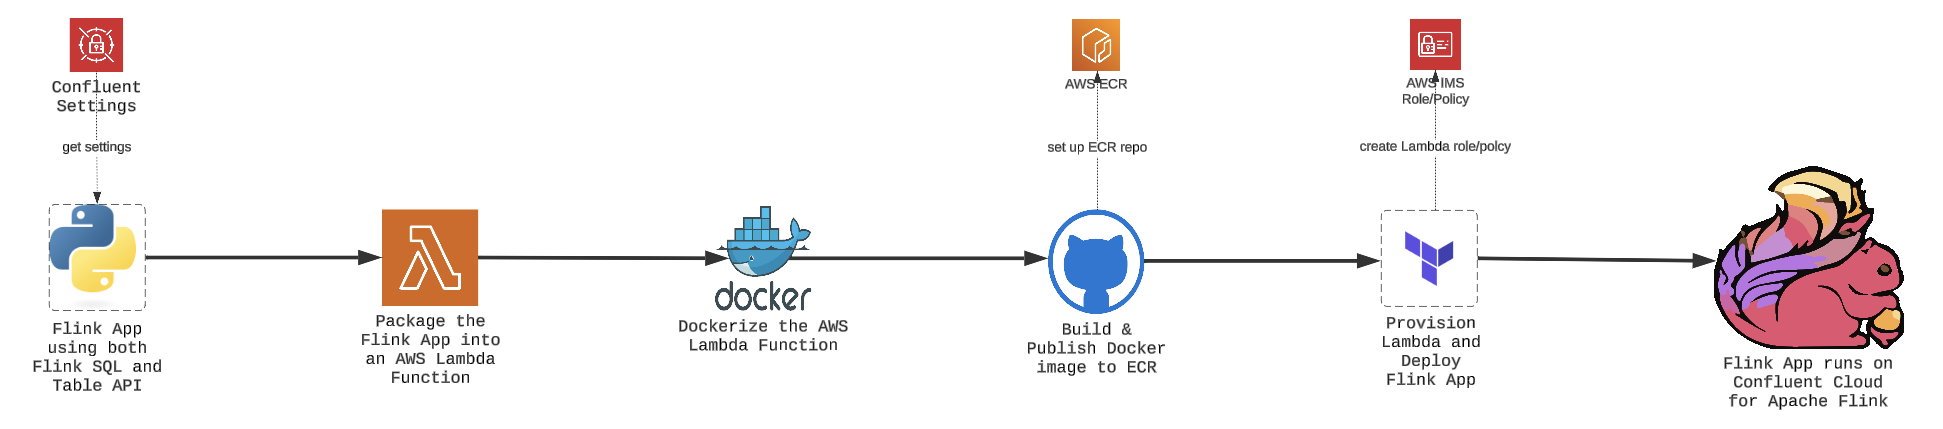 Confluent
Settings
get settings
Flink App
using both
Flink SQL and
Table API
Package the
Flink App into
an AWS Lambda
Function
docker
Dockerize the AWS
Lambda Function
AWS ECR
set up ECR repo
Build &
Publish Docker
image to ECR
AWS IMS
Role/Policy
create Lambda role/polcy
Provision
Lambda and
Deploy
Flink App
Flink App runs on
Confluent Cloud
for Apache Flink